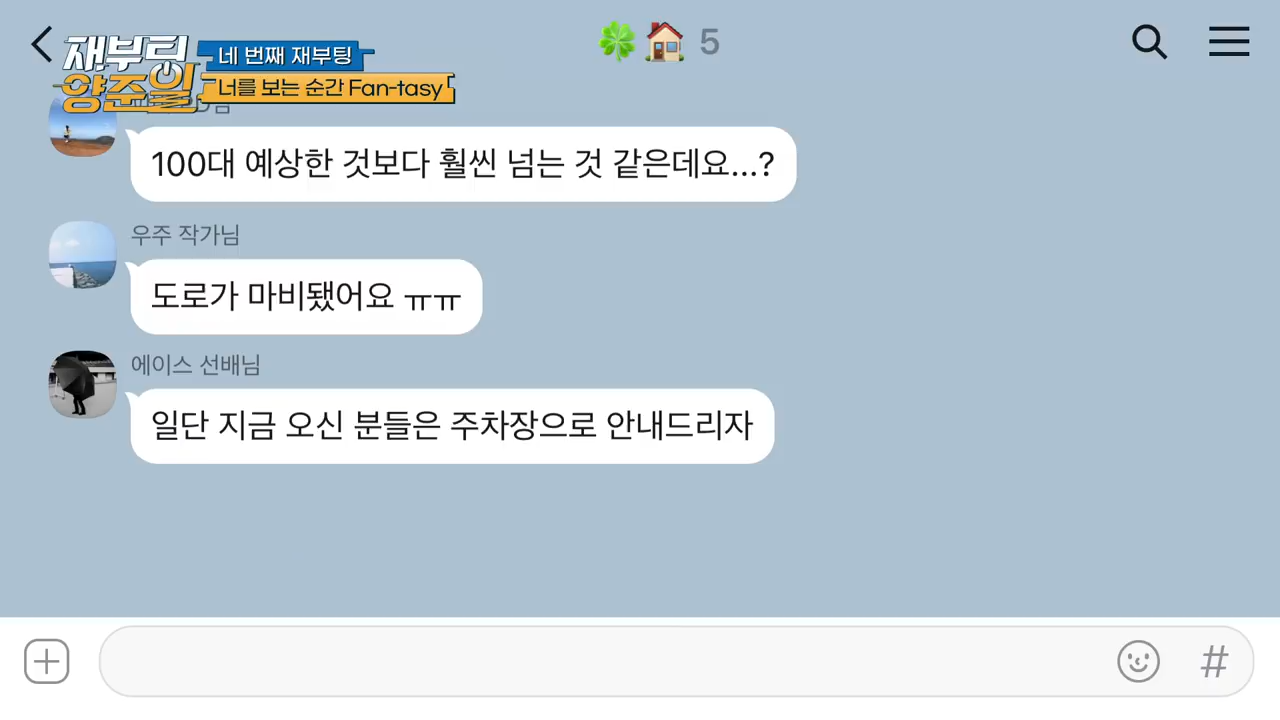 재부팅
양준일
네 번째 재부팅
너를 보는 순간 Fan-tasy
🍀🏠 5
100대 예상한 것보다 훨씬 넘는 것 같은데요...?
우주 작가님
도로가 마비됐어요 ㅠㅠ
에이스 선배님
일단 지금 오신 분들은 주차장으로 안내드리자
#